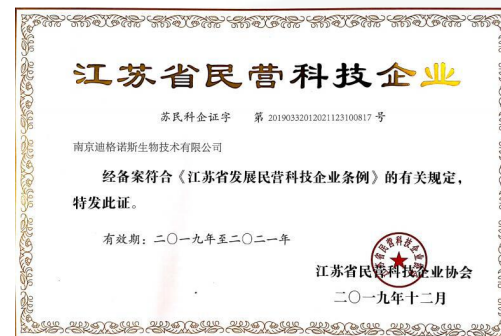 江苏省民营科技企业
苏民科企证字 第 20190332012021123100817 号
南京迪格诺斯生物技术有限公司
经备案符合《江苏省发展民营科技企业条例》的有关规定，
特发此证。
有效期：二〇一九年至二〇二一年
江苏省民营科技企业协会
二〇一九年十二月